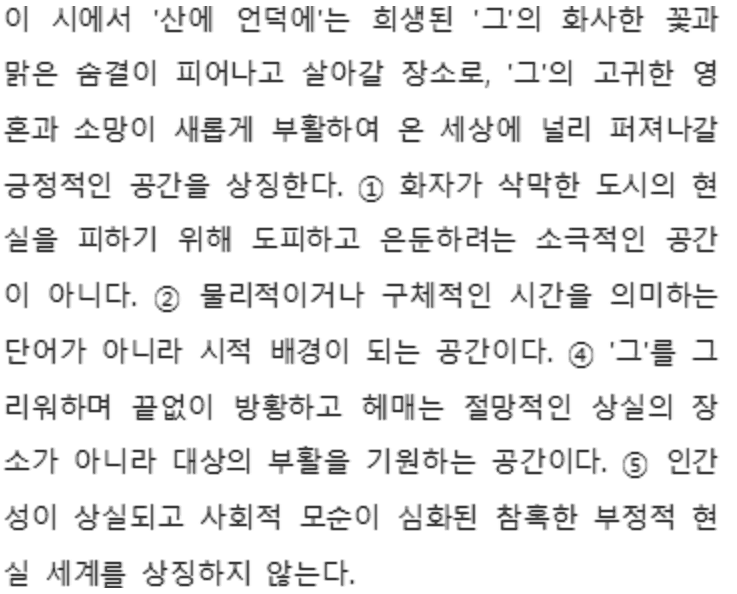 이 시에서 '산에 언덕에'는 희생된 '그'의 화사한 꽃과
맑은 숨결이 피어나고 살아갈 장소로, '그'의 고귀한 영
혼과 소망이 새롭게 부활하여 온 세상에 널리 퍼져나갈
긍정적인 공간을 상징한다. ① 화자가 삭막한 도시의 현
실을 피하기 위해 도피하고 은둔하려는 소극적인 공간
이 아니다. ② 물리적이거나 구체적인 시간을 의미하는
단어가 아니라 시적 배경이 되는 공간이다. ④ '그'를 그
리워하며 끝없이 방황하고 헤매는 절망적인 상실의 장
소가 아니라 대상의 부활을 기원하는 공간이다. ⑤ 인간
성이 상실되고 사회적 모순이 심화된 참혹한 부정적 현
실 세계를 상징하지 않는다.